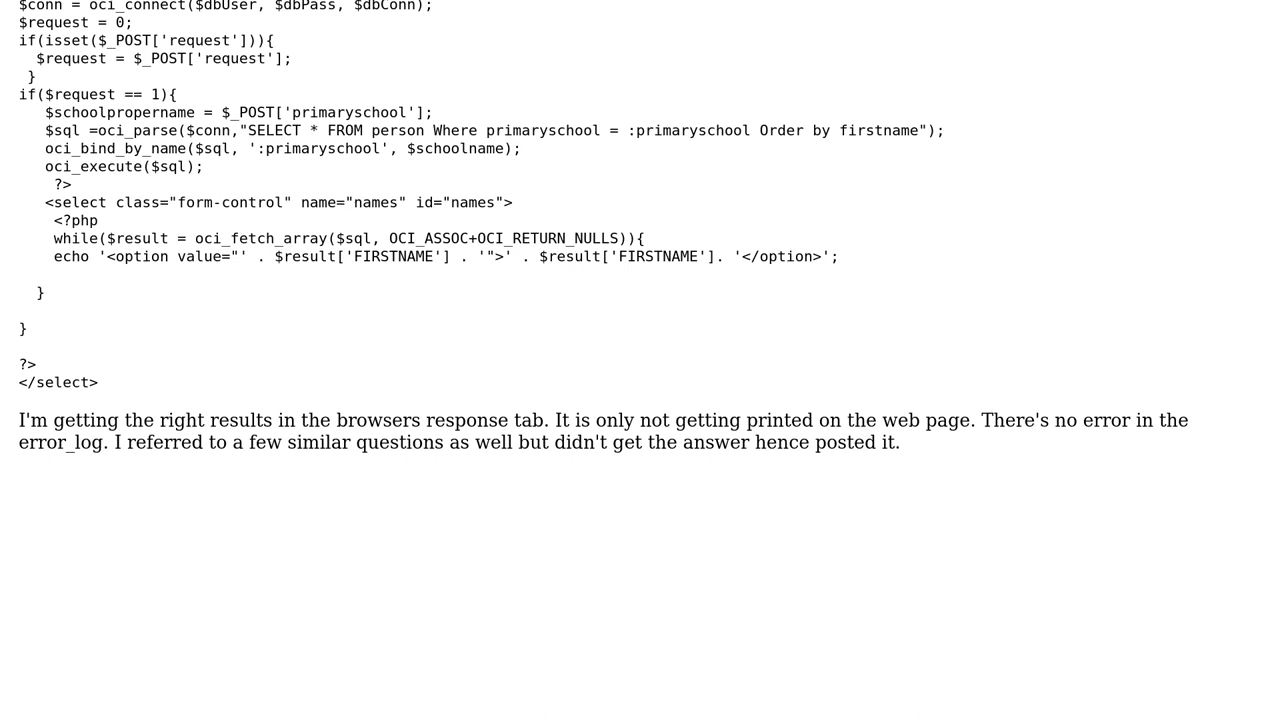 $conn = oci_connect($dbUser, $dbPass, $dbConn);
$request = 0;
if(isset($_POST['request'])){
  $request = $_POST['request'];
 }
if($request == 1){
   $schoolpropername = $_POST['primaryschool'];
   $sql =oci_parse($conn,"SELECT * FROM person Where primaryschool = :primaryschool Order by firstname");
   oci_bind_by_name($sql, ':primaryschool', $schoolname);
   oci_execute($sql);
    ?>
   <select class="form-control" name="names" id="names">
    <?php
    while($result = oci_fetch_array($sql, OCI_ASSOC+OCI_RETURN_NULLS)){
    echo '<option value="' . $result['FIRSTNAME'] . '">' . $result['FIRSTNAME']. '</option>';
  }
}
?>
</select>
I'm getting the right results in the browsers response tab. It is only not getting printed on the web page. There's no error in the
error_log. I referred to a few similar questions as well but didn't get the answer hence posted it.